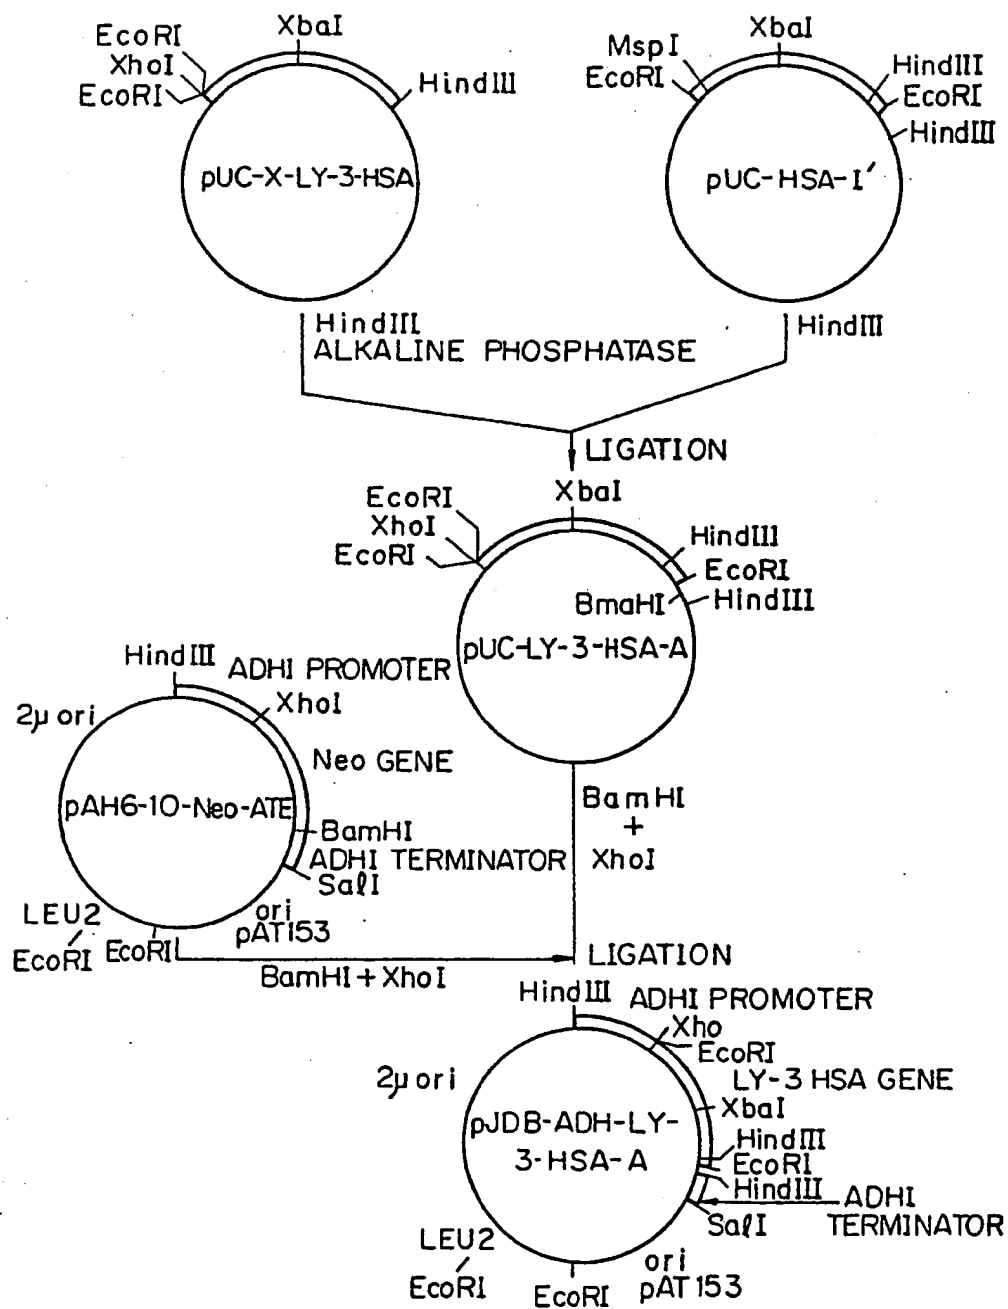 EcoRI
XhoI
EcoRI
XbaI
HindIII
pUC-X-LY-3-HSA
MspI
EcoRI
XbaI
HindIII
EcoRI
HindIII
pUC-HSA-I′
HindIII
ALKALINE PHOSPHATASE
HindIII
LIGATION
EcoRI
XhoI
EcoRI
XbaI
HindIII
EcoRI
BmaHI
HindIII
pUC-LY-3-HSA-A
HindIII
ADHI PROMOTER
XhoI
2μ ori
Neo GENE
pAH6-10-Neo-ATE
BamHI
ADHI TERMINATOR
SalI
LEU2
EcoRI
EcoRI
ori
pAT153
BamHI
+
XhoI
BamHI + XhoI
LIGATION
HindIII
ADHI PROMOTER
Xho
EcoRI
2μ ori
LY-3 HSA GENE
XbaI
pJDB-ADH-LY-
3-HSA-A
HindIII
EcoRI
HindIII
ADHI
TERMINATOR
SalI
LEU2
EcoRI
EcoRI
ori
pAT153